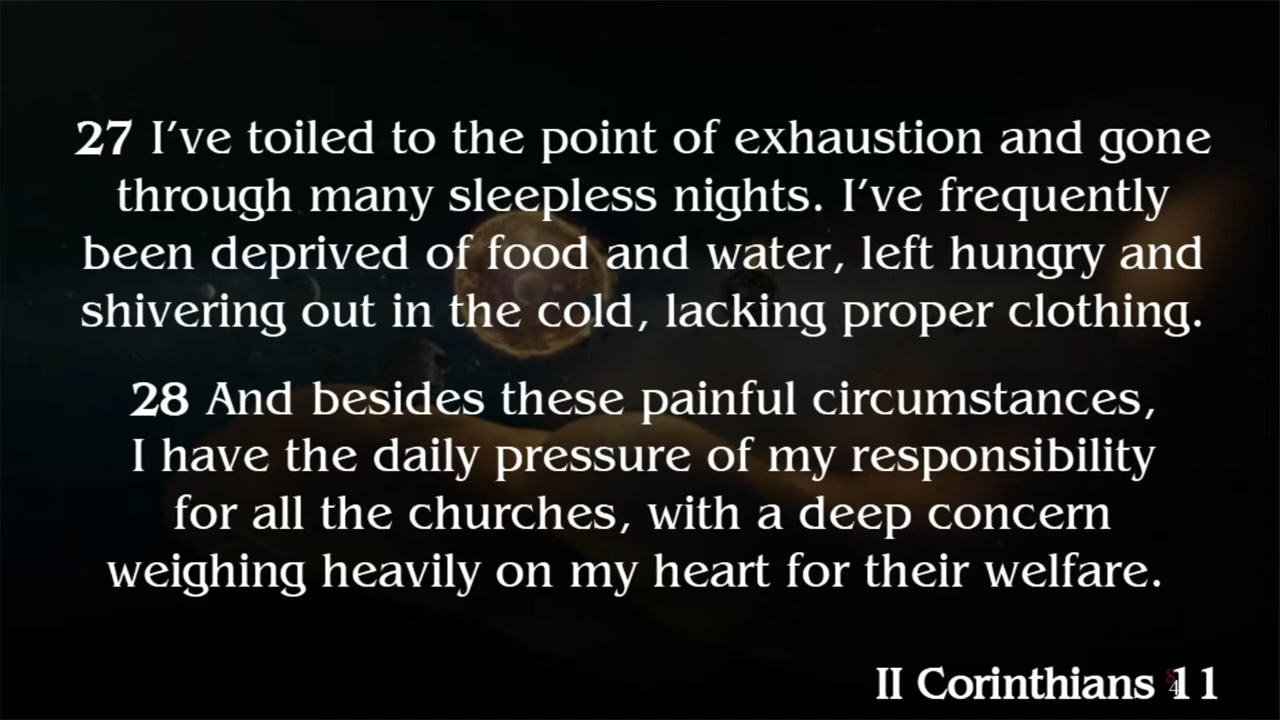 27 I’ve toiled to the point of exhaustion and gone
through many sleepless nights. I’ve frequently
been deprived of food and water, left hungry and
shivering out in the cold, lacking proper clothing.
28 And besides these painful circumstances,
I have the daily pressure of my responsibility
for all the churches, with a deep concern
weighing heavily on my heart for their welfare.
II Corinthians 11